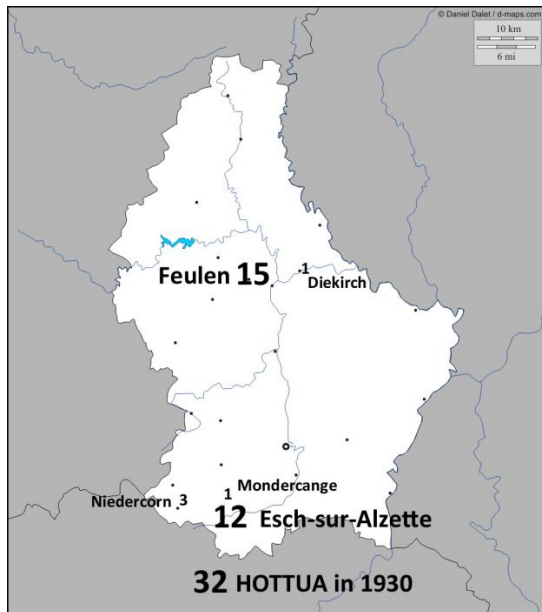 © Daniel Dalet / d-maps.com
10 km
6 mi
Feulen 15
1
Diekirch
Mondercange
Niedercorn 3
1
12 Esch-sur-Alzette
32 HOTTUA in 1930